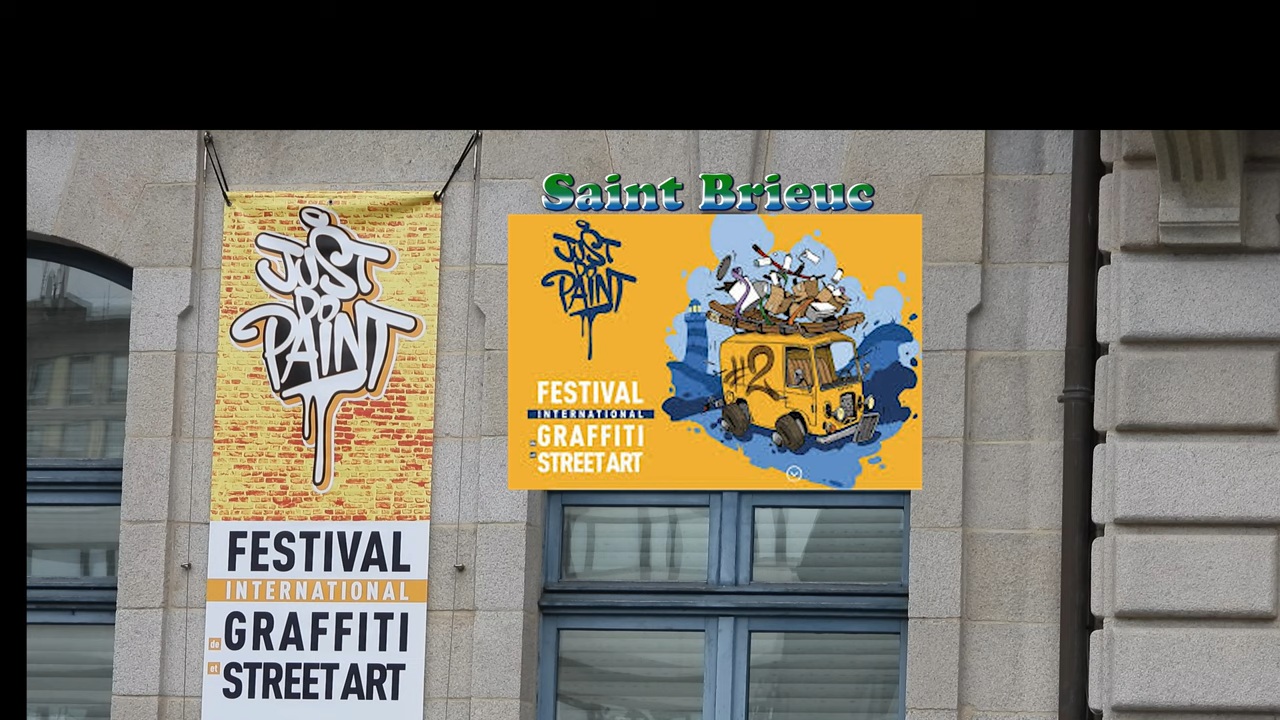 JUST
DO
PAINT
FESTIVAL
INTERNATIONAL
de GRAFFITI
et STREET ART
Saint Brieuc
JUST
DO
PAINT
#2
FESTIVAL
INTERNATIONAL
GRAFFITI
STREET ART